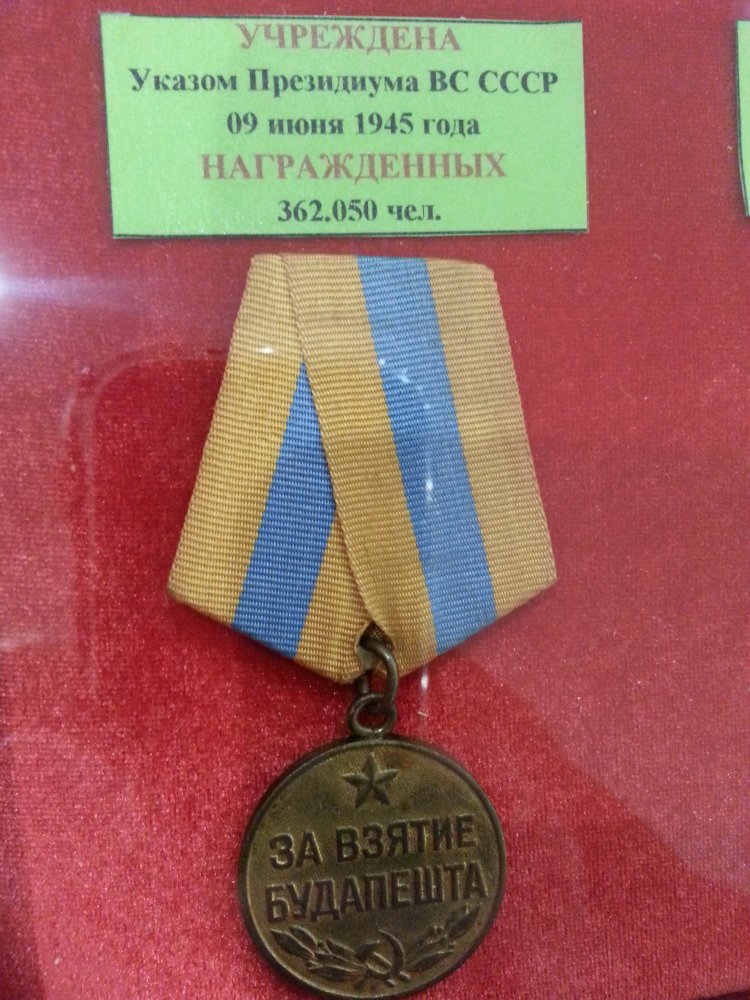 УЧРЕЖДЕНА
Указом Президиума ВС СССР
09 июня 1945 года
НАГРАЖДЕННЫХ
362.050 чел.
ЗА ВЗЯТИЕ
БУДАПЕШТА